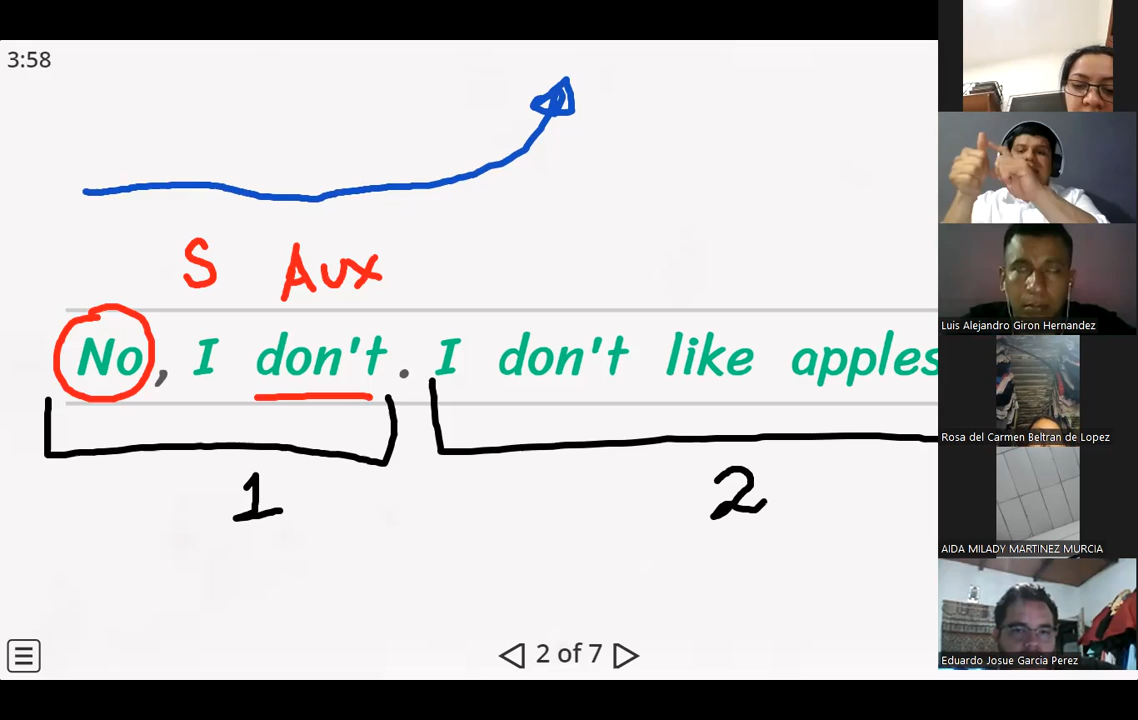 3:58
S Aux
No, I don't. I don't like apples
1
2
2 of 7
Luis Alejandro Giron Hernandez
Rosa del Carmen Beltran de Lopez
AIDA MILADY MARTINEZ MURCIA
Eduardo Josue Garcia Perez